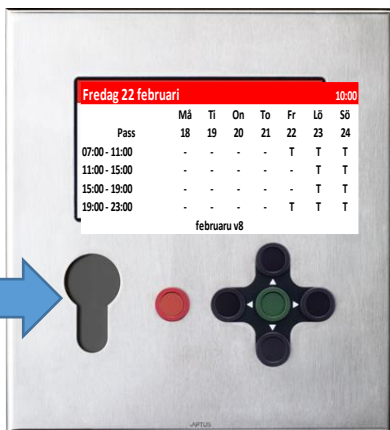 Fredag 22 februari 10:00
Må Ti On To Fr Lö Sö
Pass 18 19 20 21 22 23 24
07:00 - 11:00 - - - - T T T
11:00 - 15:00 - - - - - T T
15:00 - 19:00 - - - - - T T
19:00 - 23:00 - - - - T T T
februaru v8
APTUS